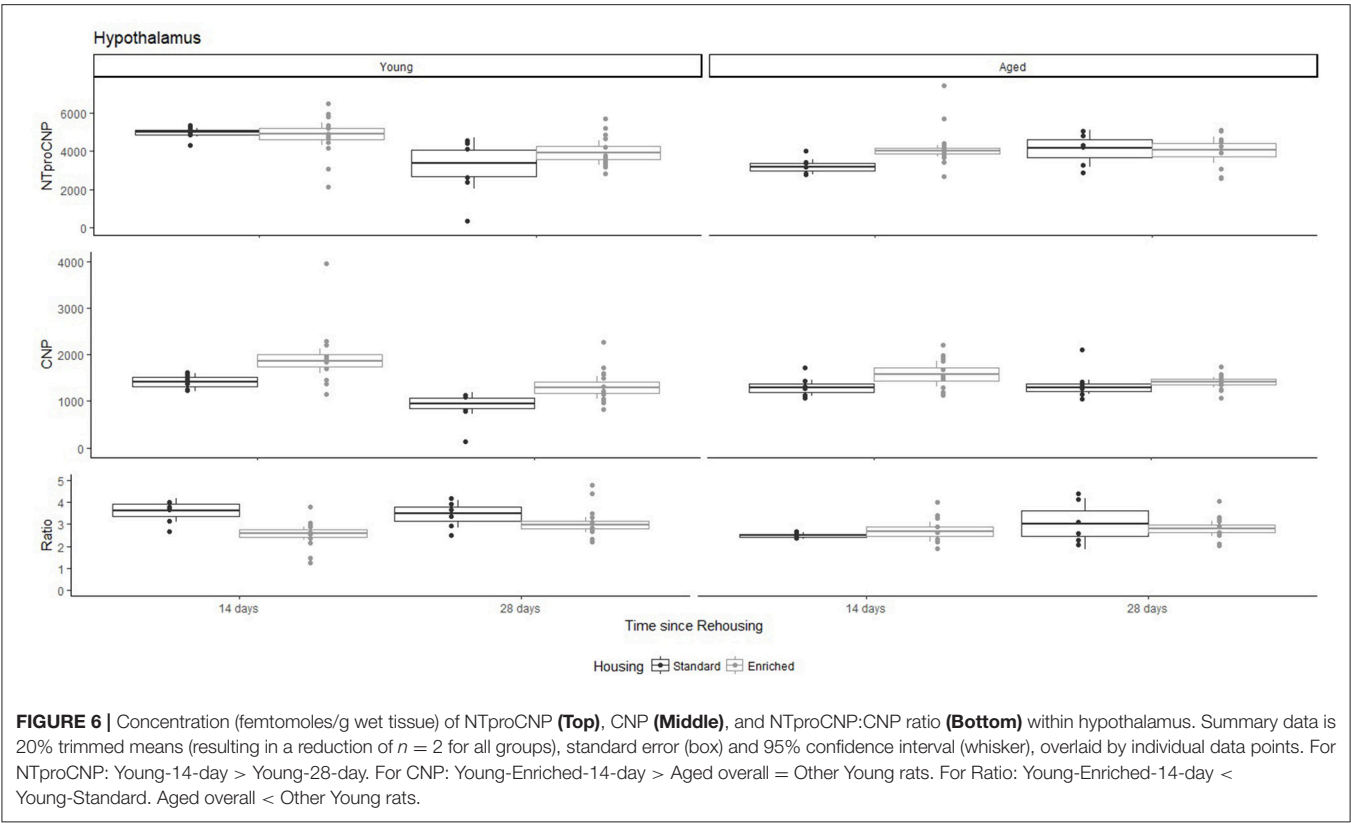 Hypothalamus
Young
Aged
NTproCNP
6000
4000
2000
0
CNP
4000
3000
2000
1000
0
Ratio
5
4
3
2
1
0
14 days
28 days
14 days
28 days
Time since Rehousing
Housing Standard Enriched
FIGURE 6 | Concentration (femtomoles/g wet tissue) of NTproCNP (Top), CNP (Middle), and NTproCNP:CNP ratio (Bottom) within hypothalamus. Summary data is
20% trimmed means (resulting in a reduction of n = 2 for all groups), standard error (box) and 95% confidence interval (whisker), overlaid by individual data points. For
NTproCNP: Young-14-day > Young-28-day. For CNP: Young-Enriched-14-day > Aged overall = Other Young rats. For Ratio: Young-Enriched-14-day <
Young-Standard. Aged overall < Other Young rats.